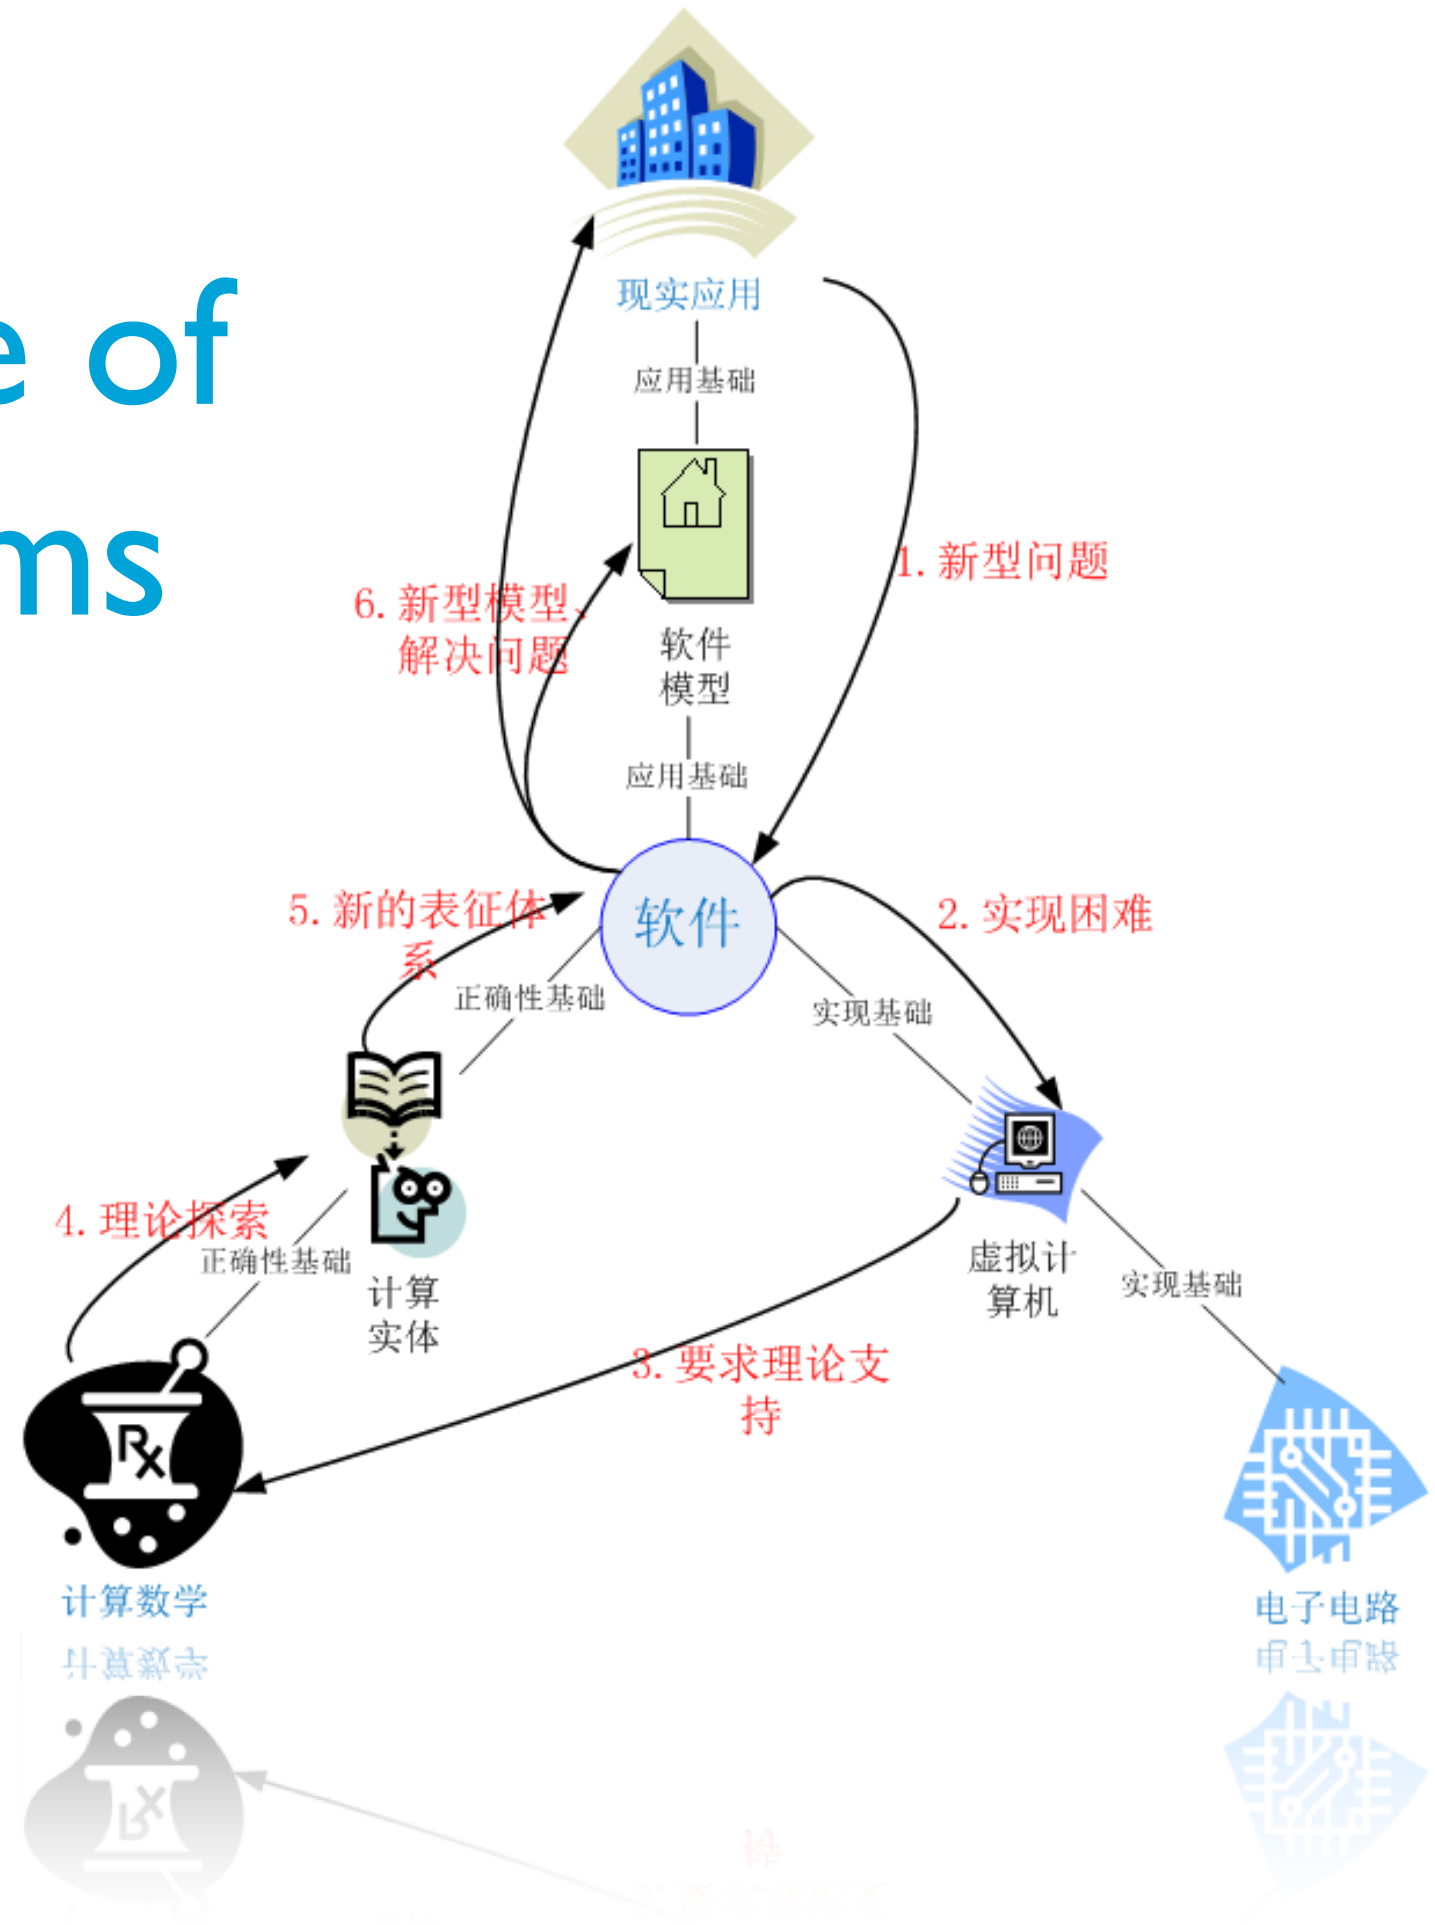 e of
ms
现实应用
应用基础
1. 新型问题
6. 新型模型、
解决问题
软件
模型
应用基础
软件
5. 新的表征体
系
2. 实现困难
正确性基础
实现基础
4. 理论探索
正确性基础
计算
实体
虚拟计
算机
实现基础
3. 要求理论支
持
Rx
计算数学
电子电路